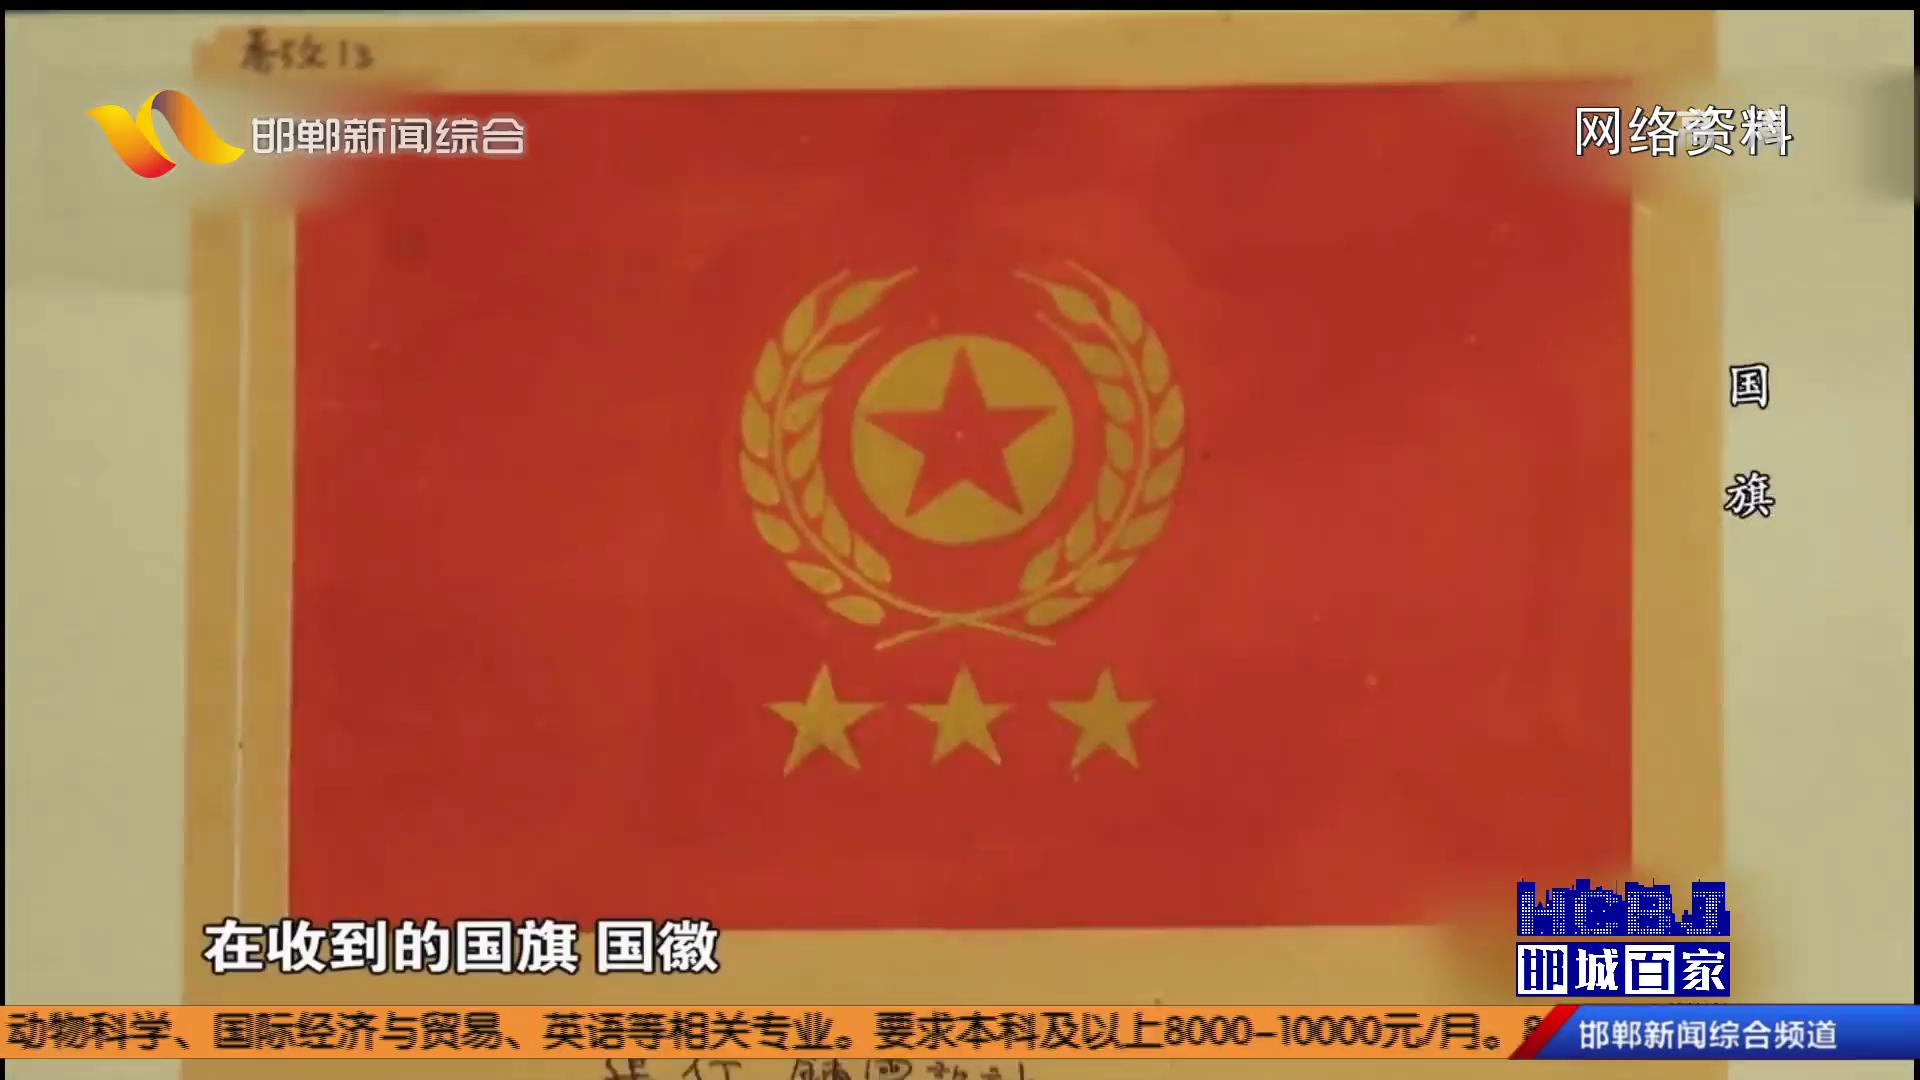 邯郸新闻综合
网络资料
国旗
在收到的国旗 国徽
HCBJ
邯城百家
动物科学、国际经济与贸易、英语等相关专业。要求本科及以上8000-10000元/月。
邯郸新闻综合频道